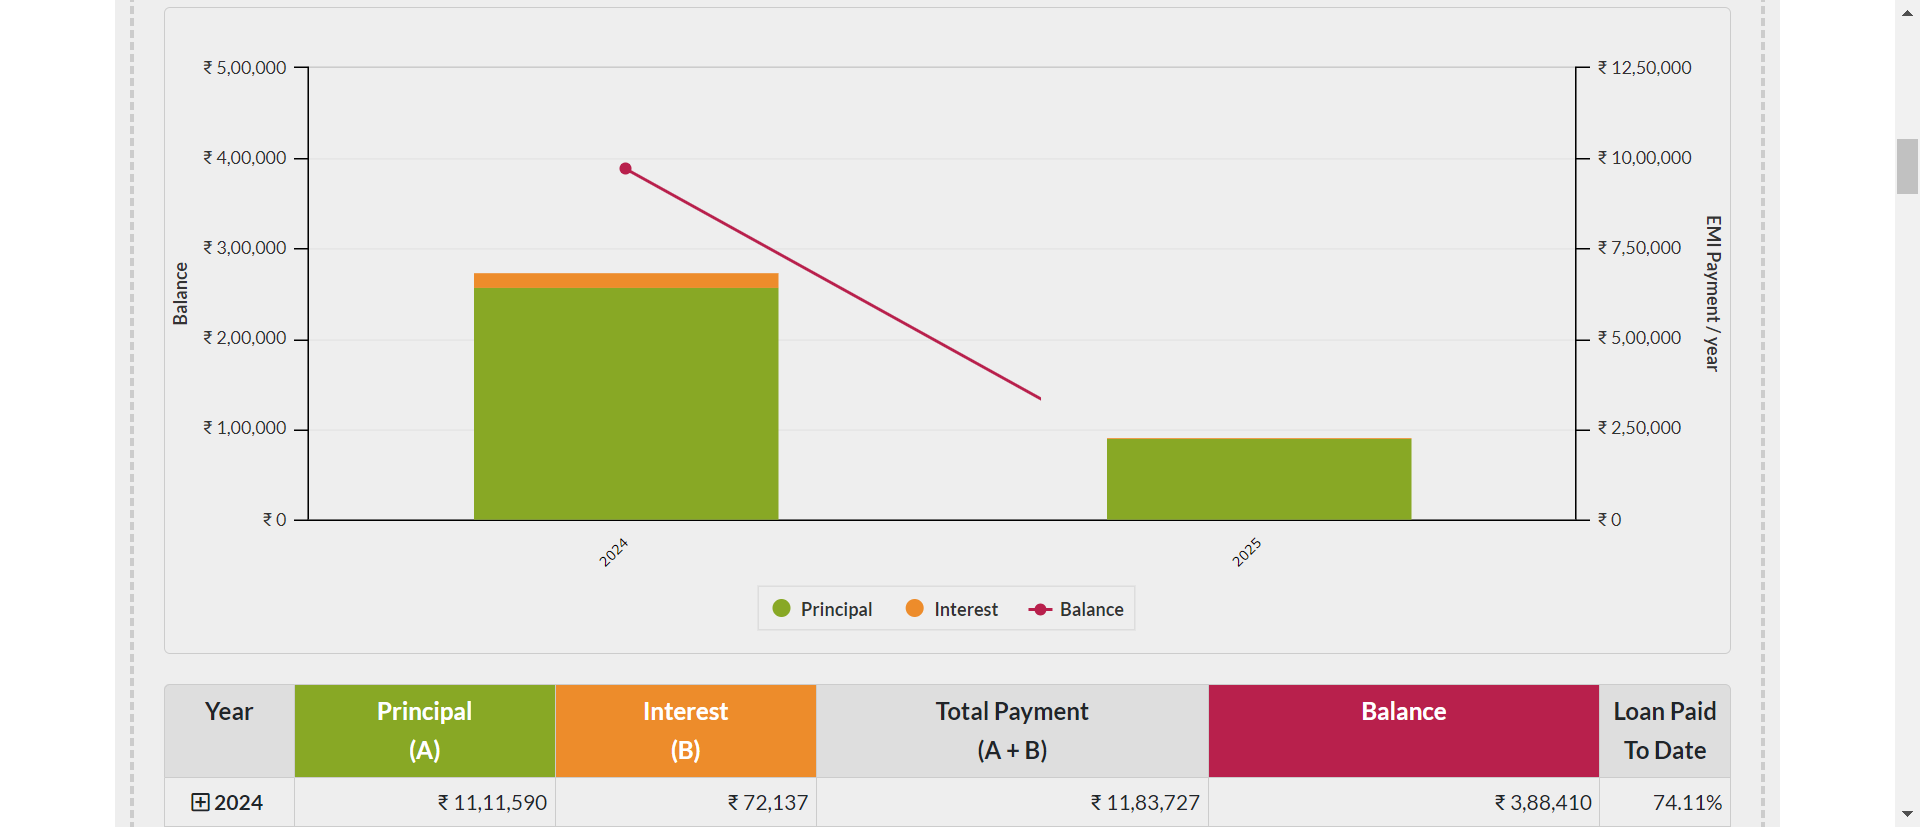 ₹ 5,00,000
₹ 4,00,000
₹ 3,00,000
₹ 2,00,000
₹ 1,00,000
₹ 0
Balance
₹ 12,50,000
₹ 10,00,000
₹ 7,50,000
₹ 5,00,000
₹ 2,50,000
₹ 0
EMI Payment / year
2024
2025
Principal
Interest
Balance
Year Principal Interest Total Payment Balance Loan Paid
(A) (B) (A + B) To Date
2024 ₹ 11,11,590 ₹ 72,137 ₹ 11,83,727 ₹ 3,88,410 74.11%